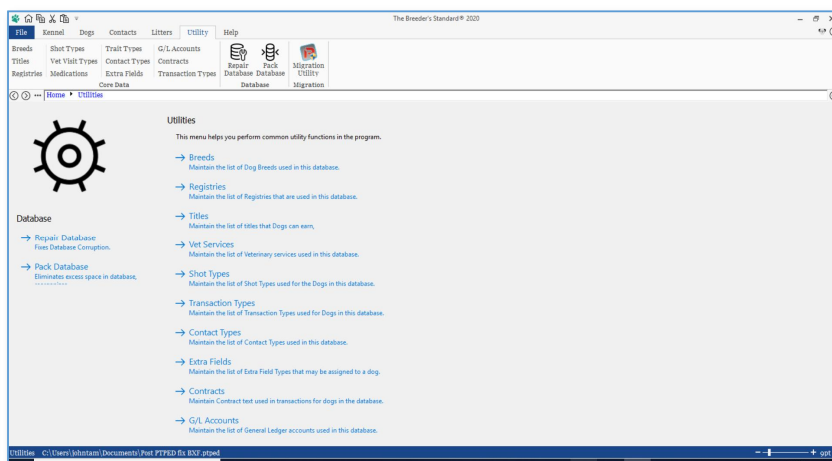 The Breeder's Standard® 2020
File Kennel Dogs Contacts Litters Utility Help
Breeds Shot Types Trait Types G/L Accounts
Titles Vet Visit Types Contact Types Contracts
Registries Medications Extra Fields Transaction Types
Repair Database Pack Database Migration Utility
Core Data Database Migration
Home Utilities
Utilities
This menu helps you perform common utility functions in the program.
Breeds
Maintain the list of Dog Breeds used in this database.
Registries
Maintain the list of Registries that are used in this database.
Titles
Maintain the list of titles that Dogs can earn,
Vet Services
Maintain the list of Veterinary services used in this database.
Shot Types
Maintain the list of Shot Types used for the Dogs in this database.
Transaction Types
Maintain the list of Transaction Types used for Dogs in this database.
Contact Types
Maintain the list of Contact Types used in this database.
Extra Fields
Maintain the list of Extra Field Types that may be assigned to a dog.
Contracts
Maintain Contract text used in transactions for dogs in the database.
G/L Accounts
Maintain the list of General Ledger accounts used in this database.
Database
Repair Database
Fixes Database Corruption.
Pack Database
Eliminates excess space in database,
Utilities C:\Users\johntam\Documents\Post PTPED fix BXF.ptped
9pt